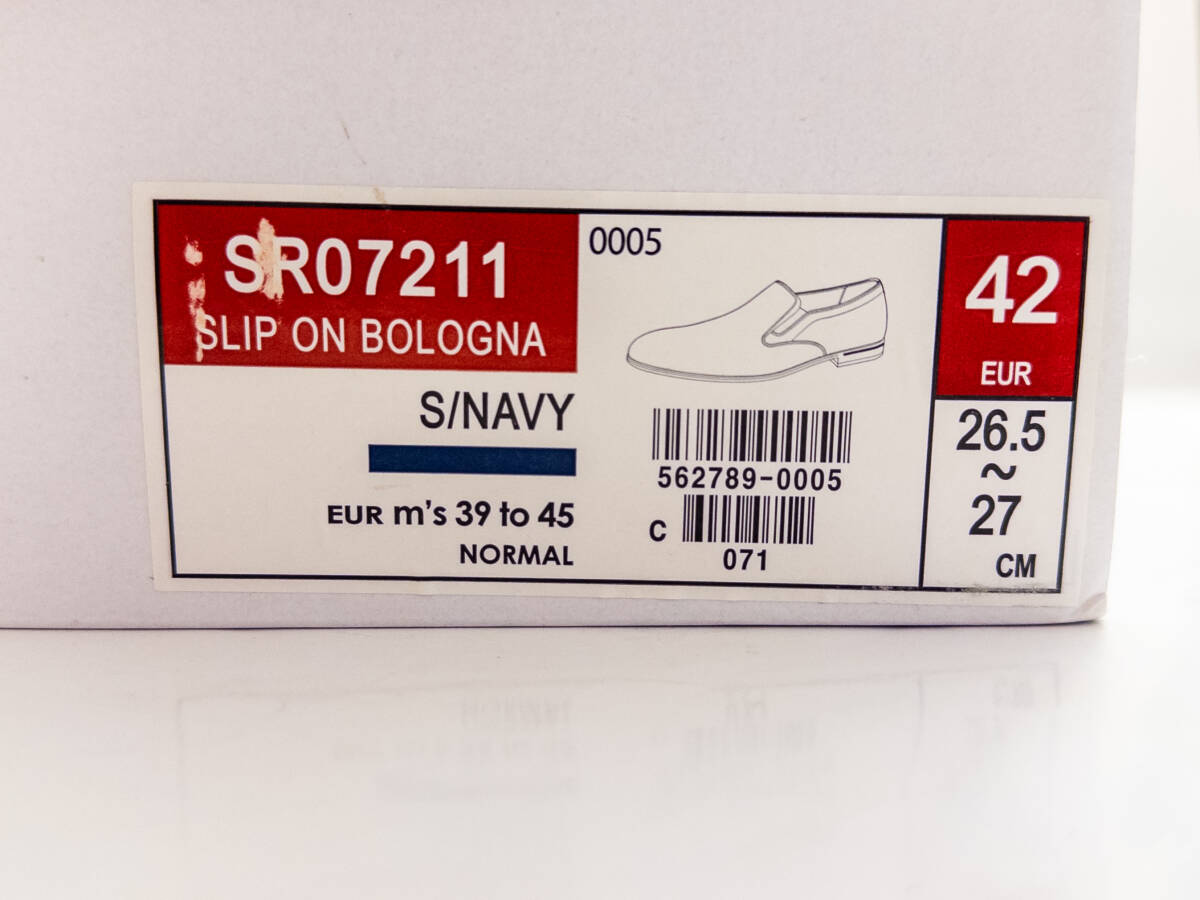 SR07211
SLIP ON BOLOGNA
S/NAVY
EUR m's 39 to 45
NORMAL
0005
562789-0005
C
071
42
EUR
26.5
~
27
CM